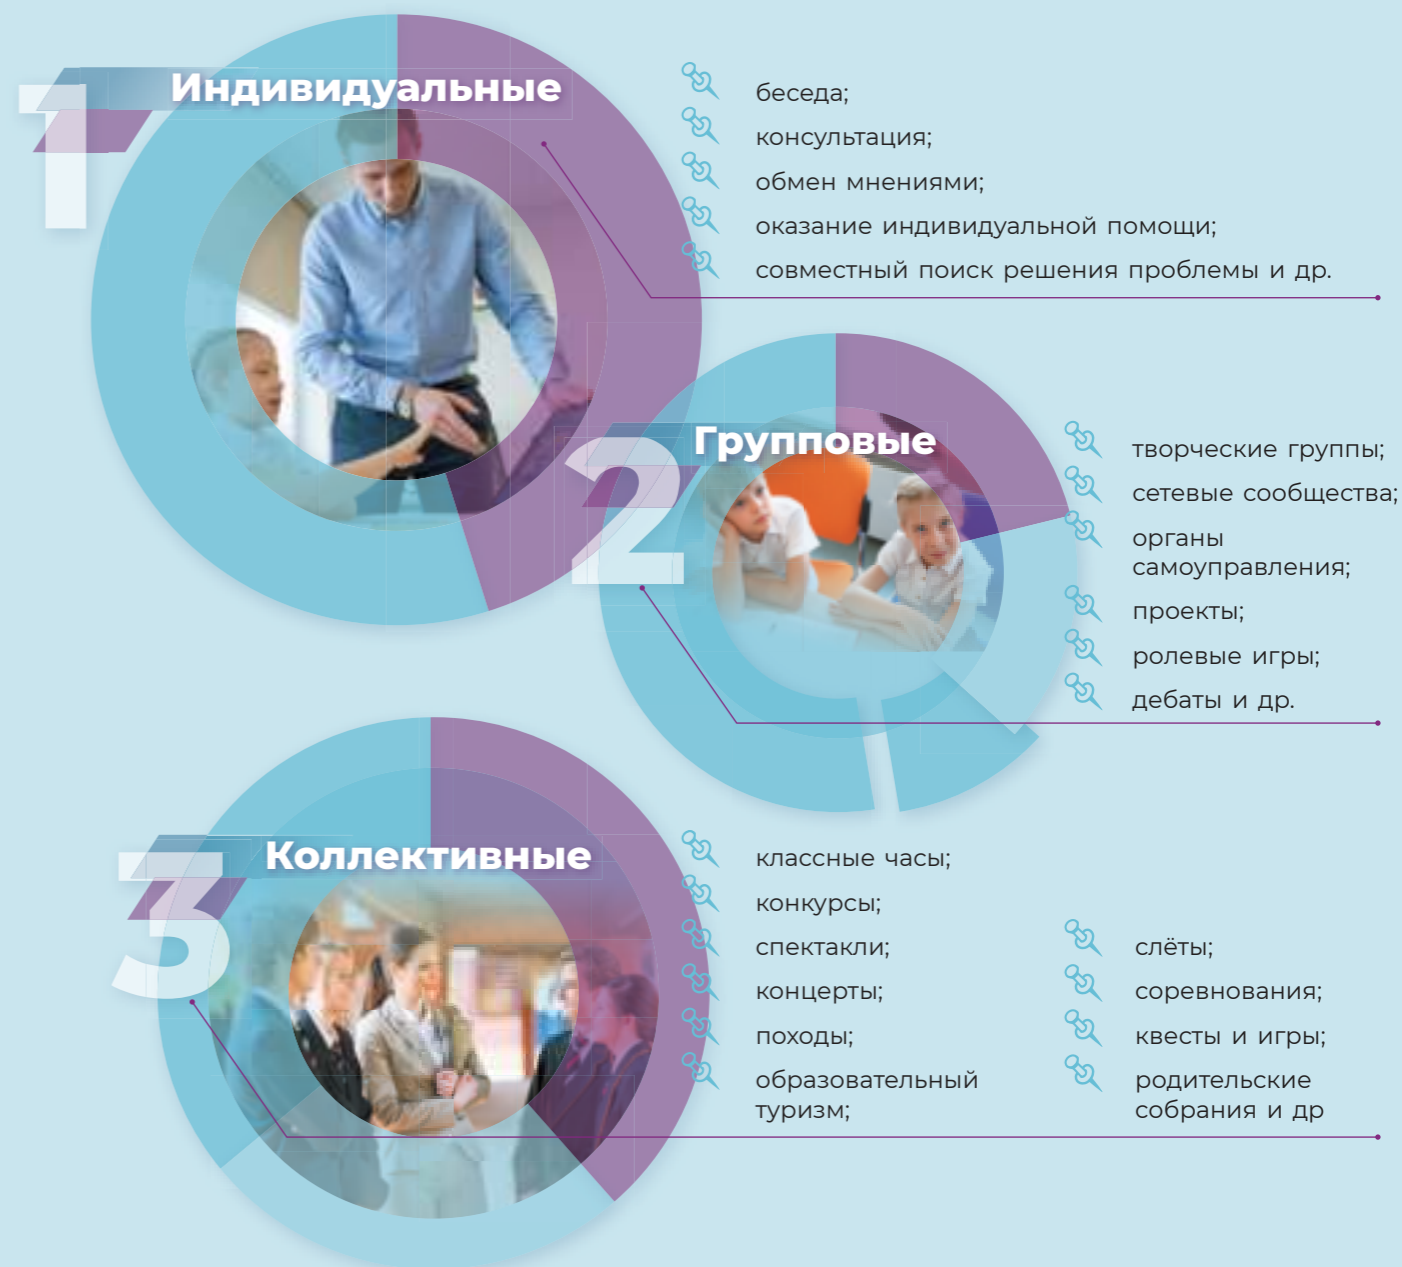 1
Индивидуальные
беседа;
консультация;
обмен мнениями;
оказание индивидуальной помощи;
совместный поиск решения проблемы и др.
2
Групповые
творческие группы;
сетевые сообщества;
органы
самоуправления;
проекты;
ролевые игры;
дебаты и др.
3
Коллективные
классные часы;
конкурсы;
спектакли;
концерты;
походы;
образовательный
туризм;
слёты;
соревнования;
квесты и игры;
родительские
собрания и др